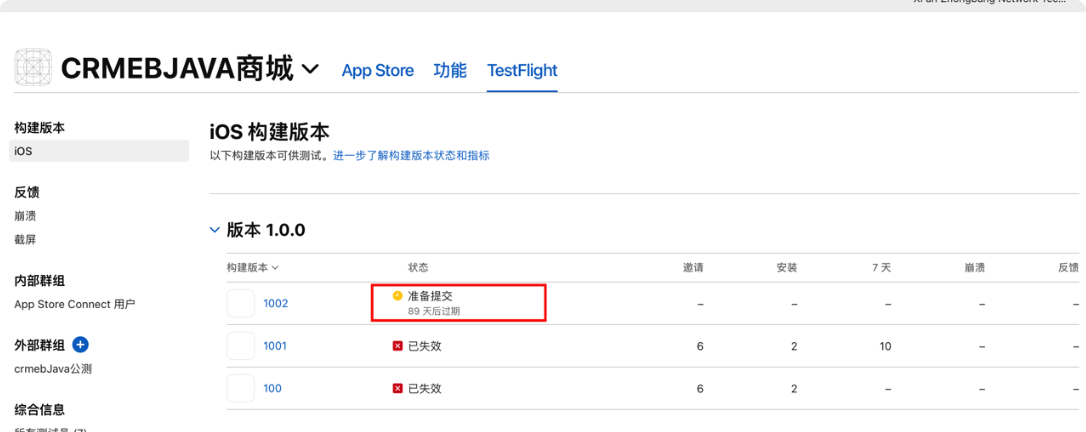 CRMEBJAVA商城
App Store 功能 TestFlight
构建版本
iOS
反馈
崩溃
截屏
内部群组
App Store Connect 用户
外部群组
crmebJava公测
综合信息
iOS 构建版本
以下构建版本可供测试。进一步了解构建版本状态和指标
版本 1.0.0
构建版本 状态 邀请 安装 7 天 崩溃 反馈
1002 准备提交 – – – – –
89 天后过期
1001 已失效 6 2 10 – –
100 已失效 6 2 – – –